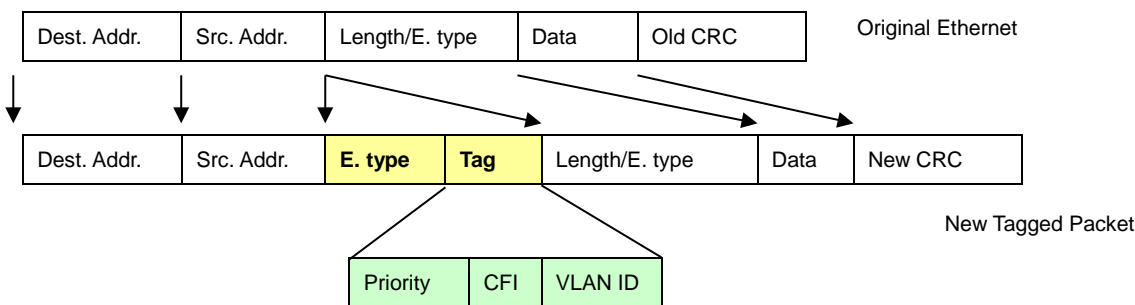 Dest. Addr. Src. Addr. Length/E. type Data Old CRC Original Ethernet
Dest. Addr. Src. Addr. E. type Tag Length/E. type Data New CRC
New Tagged Packet
Priority CFI VLAN ID